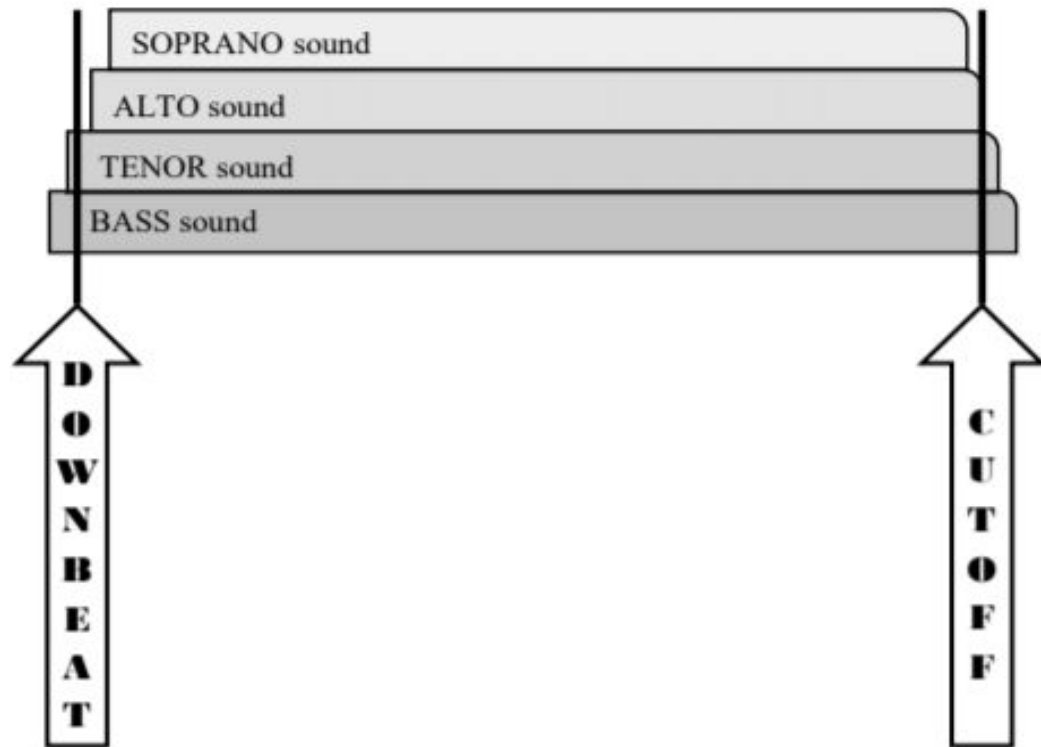 SOPRANO sound
ALTO sound
TENOR sound
BASS sound
DOWNBEAT
CUTOFF